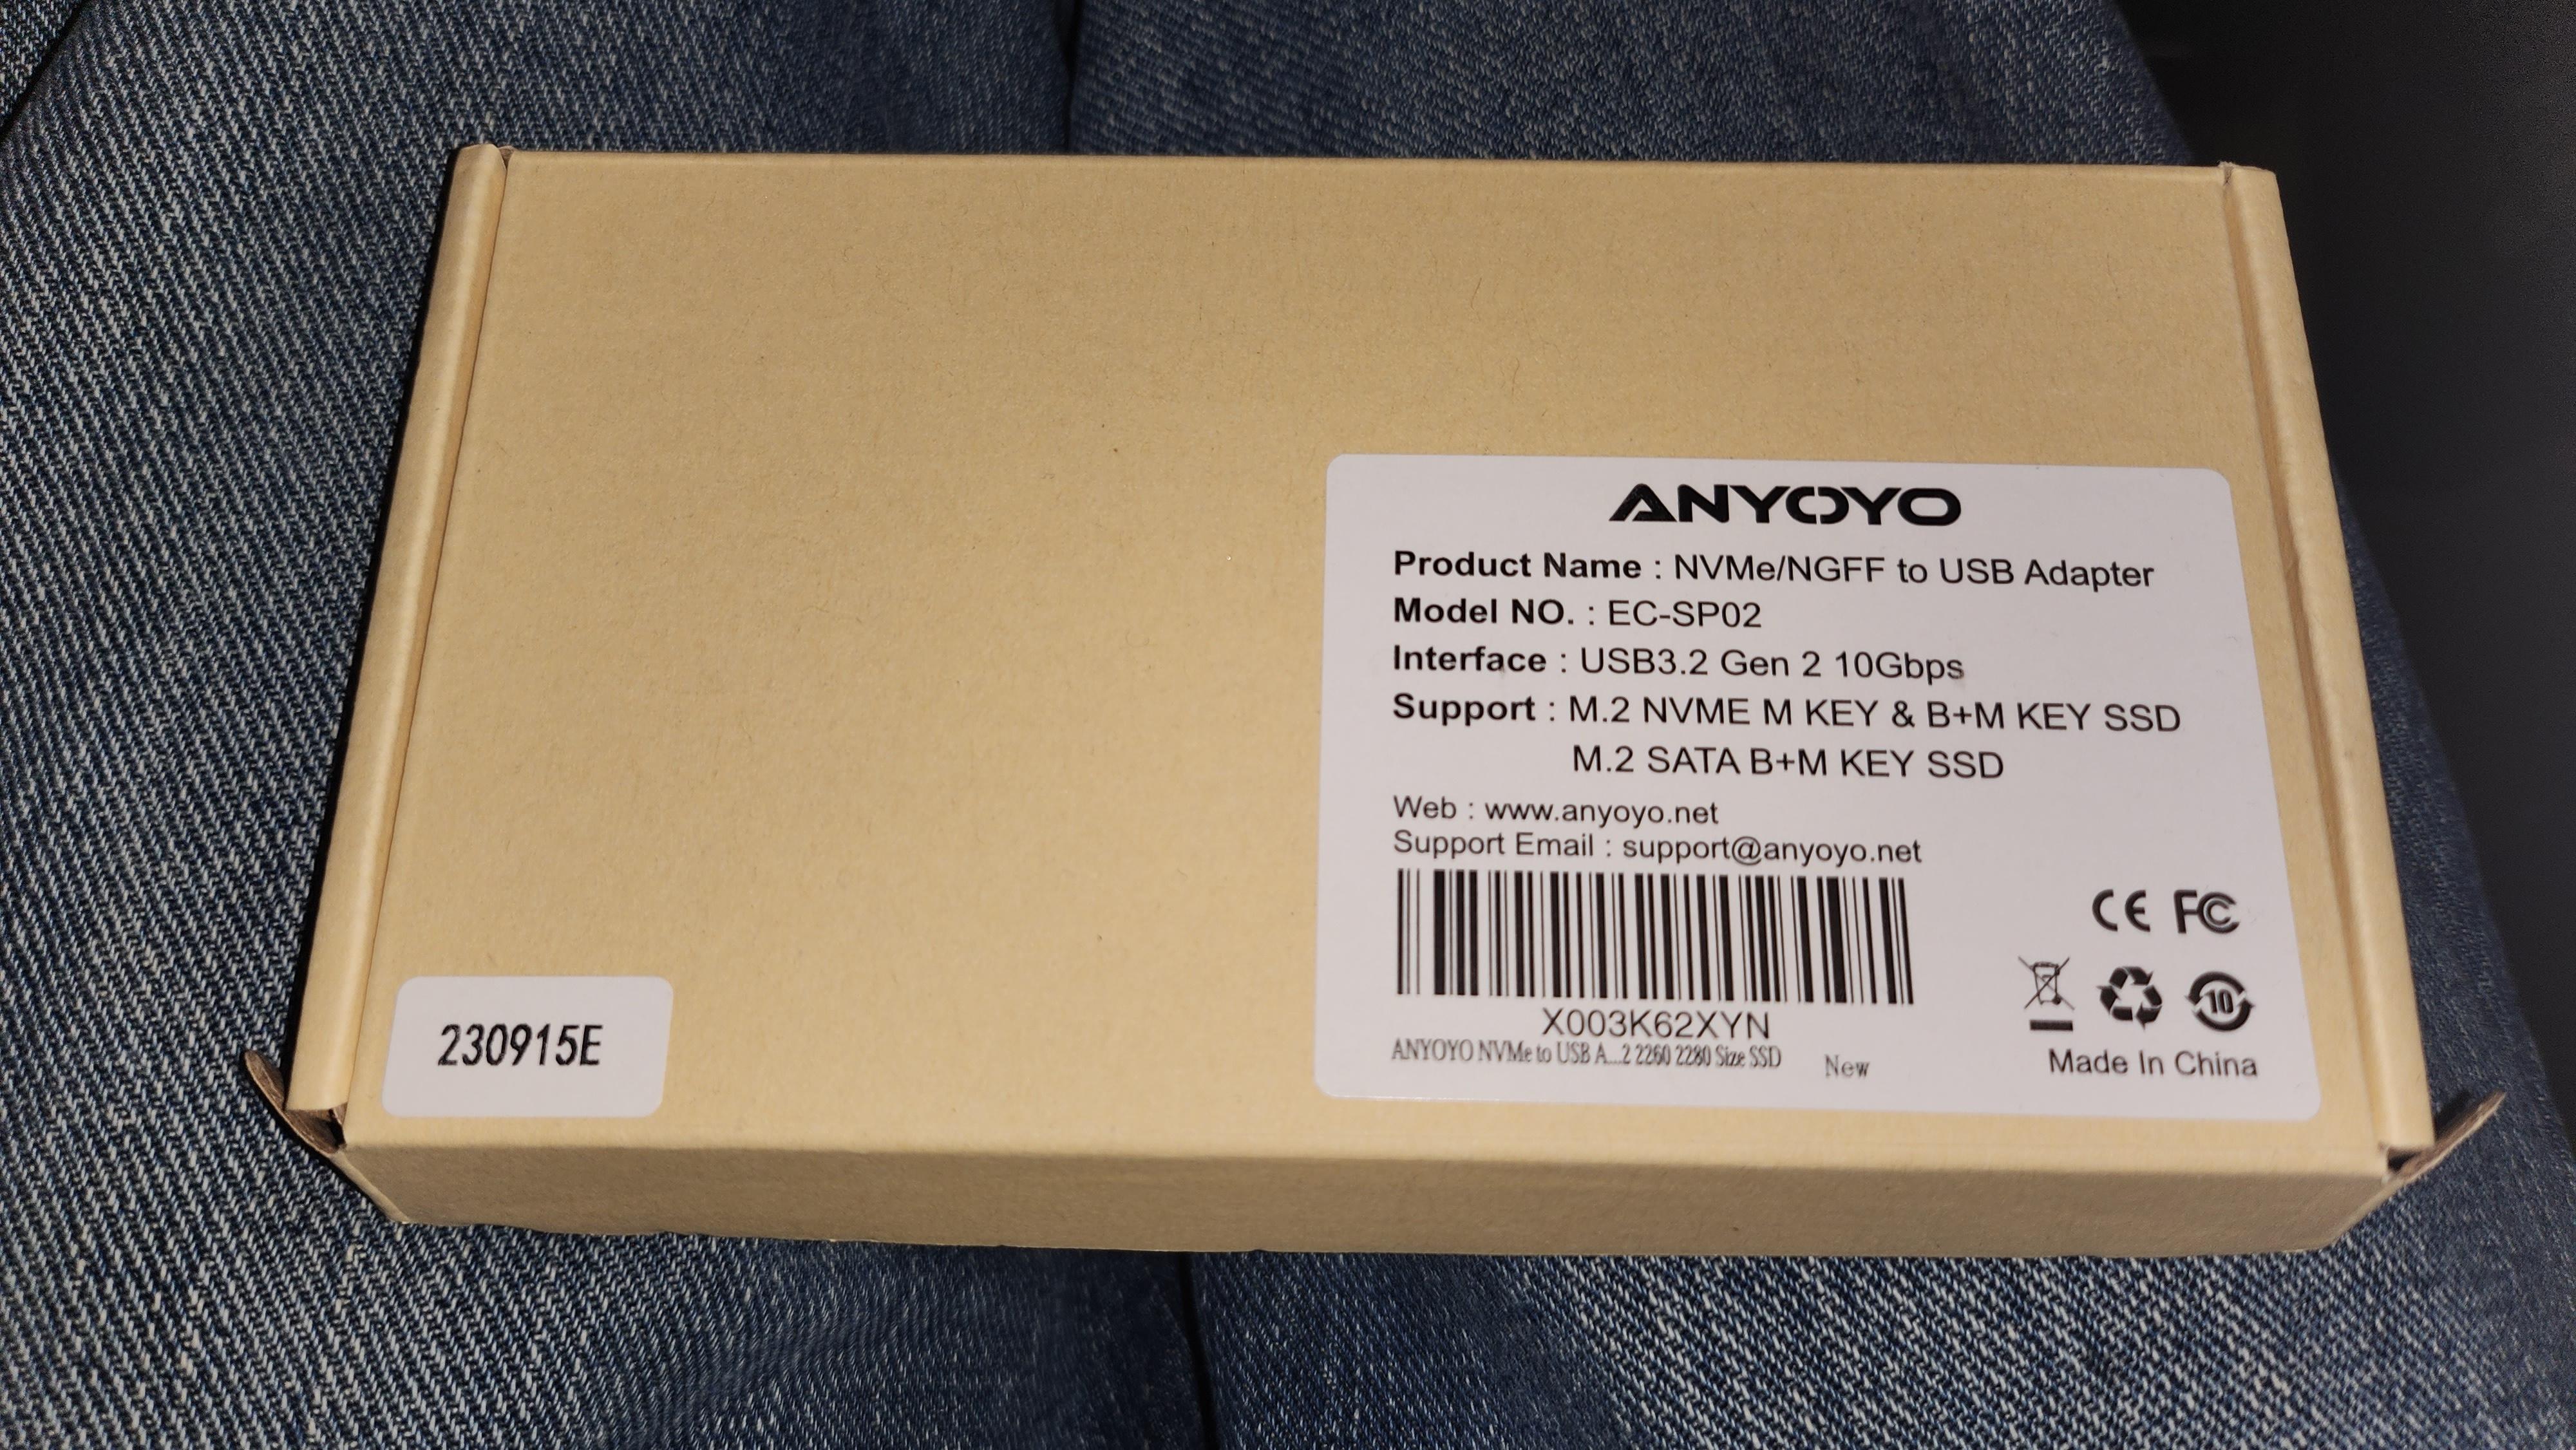 ANYOYO
Product Name : NVMe/NGFF to USB Adapter
Model NO. : EC-SP02
Interface : USB3.2 Gen 2 10Gbps
Support : M.2 NVME M KEY & B+M KEY SSD
M.2 SATA B+M KEY SSD
Web : www.anyoyo.net
Support Email : support@anyoyo.net
CE FC
X003K62XYN
10
ANYOYO NVMe to USB A...2 2260 2280 Size SSD New
Made In China
230915E